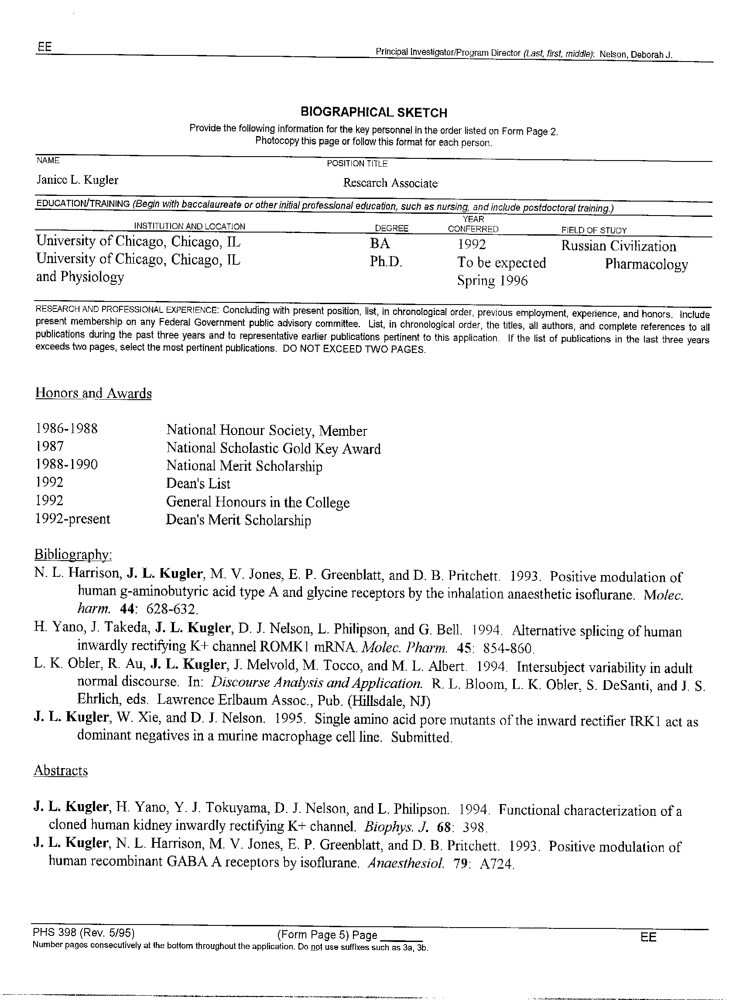 EE
Principal Investigator/Program Director (Last, first, middle): Nelson, Deborah J.
BIOGRAPHICAL SKETCH
Provide the following information for the key personnel in the order listed on Form Page 2.
Photocopy this page or follow this format for each person.
NAME
POSITION TITLE
Janice L. Kugler
Research Associate
EDUCATION/TRAINING (Begin with baccalaureate or other initial professional education, such as nursing, and include postdoctoral training.)
INSTITUTION AND LOCATION DEGREE YEAR CONFERRED FIELD OF STUDY
University of Chicago, Chicago, IL BA 1992 Russian Civilization
University of Chicago, Chicago, IL Ph.D. To be expected Pharmacology
and Physiology Spring 1996
RESEARCH AND PROFESSIONAL EXPERIENCE: Concluding with present position, list, in chronological order, previous employment, experience, and honors. Include
present membership on any Federal Government public advisory committee. List, in chronological order, the titles, all authors, and complete references to all
publications during the past three years and to representative earlier publications pertinent to this application. If the list of publications in the last three years
exceeds two pages, select the most pertinent publications. DO NOT EXCEED TWO PAGES.
Honors and Awards
1986-1988 National Honour Society, Member
1987 National Scholastic Gold Key Award
1988-1990 National Merit Scholarship
1992 Dean's List
1992 General Honours in the College
1992-present Dean's Merit Scholarship
Bibliography:
N. L. Harrison, J. L. Kugler, M. V. Jones, E. P. Greenblatt, and D. B. Pritchett. 1993. Positive modulation of
human g-aminobutyric acid type A and glycine receptors by the inhalation anaesthetic isoflurane. Molec.
harm. 44: 628-632.
H. Yano, J. Takeda, J. L. Kugler, D. J. Nelson, L. Philipson, and G. Bell. 1994. Alternative splicing of human
inwardly rectifying K+ channel ROMK1 mRNA. Molec. Pharm. 45: 854-860.
L. K. Obler, R. Au, J. L. Kugler, J. Melvold, M. Tocco, and M. L. Albert. 1994. Intersubject variability in adult
normal discourse. In: Discourse Analysis and Application. R. L. Bloom, L. K. Obler, S. DeSanti, and J. S.
Ehrlich, eds. Lawrence Erlbaum Assoc., Pub. (Hillsdale, NJ)
J. L. Kugler, W. Xie, and D. J. Nelson. 1995. Single amino acid pore mutants of the inward rectifier IRK1 act as
dominant negatives in a murine macrophage cell line. Submitted.
Abstracts
J. L. Kugler, H. Yano, Y. J. Tokuyama, D. J. Nelson, and L. Philipson. 1994. Functional characterization of a
cloned human kidney inwardly rectifying K+ channel. Biophys. J. 68: 398.
J. L. Kugler, N. L. Harrison, M. V. Jones, E. P. Greenblatt, and D. B. Pritchett. 1993. Positive modulation of
human recombinant GABA A receptors by isoflurane. Anaesthesiol. 79: A724.
PHS 398 (Rev. 5/95) (Form Page 5) Page EE
Number pages consecutively at the bottom throughout the application. Do not use suffixes such as 3a, 3b.